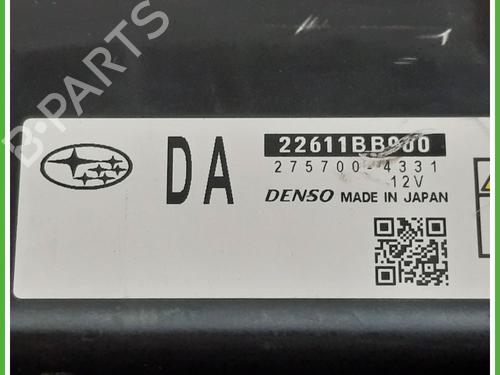 B-PARTS
DA
22611BB900
275700-4331
12V
DENSO MADE IN JAPAN